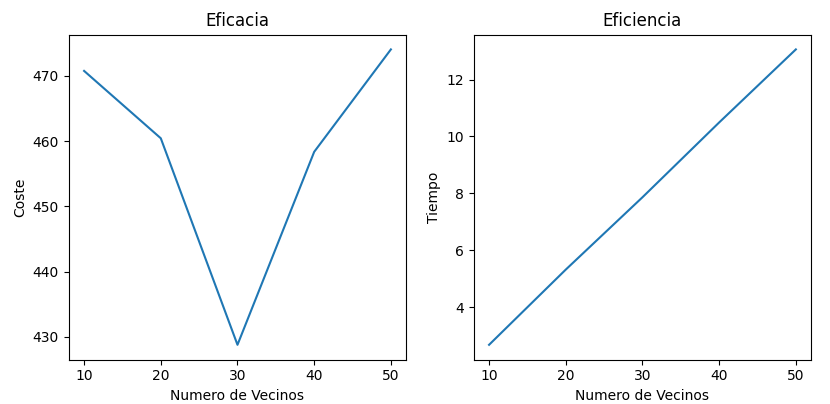 Eficacia
470
460
450
440
430
Coste
10 20 30 40 50
Numero de Vecinos
Eficiencia
12
10
8
6
4
Tiempo
10 20 30 40 50
Numero de Vecinos